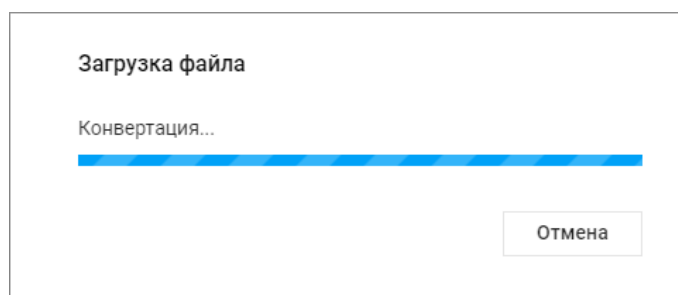 Загрузка файла
Конвертация...
Отмена